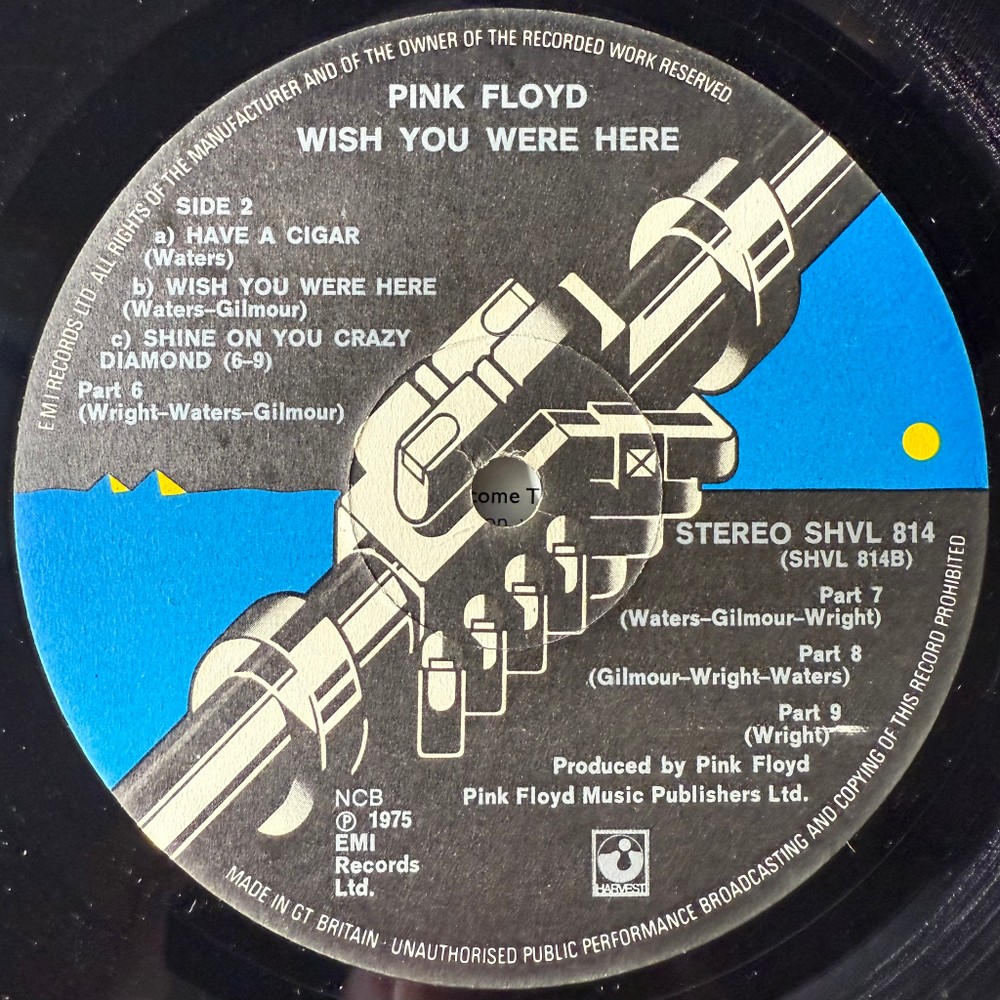 EMI RECORDS LTD. ALL RIGHTS OF THE MANUFACTURER AND OF THE OWNER OF THE RECORDED WORK RESERVED.
PINK FLOYD
WISH YOU WERE HERE
SIDE 2
a) HAVE A CIGAR
(Waters)
b) WISH YOU WERE HERE
(Waters–Gilmour)
c) SHINE ON YOU CRAZY
DIAMOND (6–9)
Part 6
(Wright–Waters–Gilmour)
come T
on
STEREO SHVL 814
(SHVL 814B)
Part 7
(Waters–Gilmour–Wright)
Part 8
(Gilmour–Wright–Waters)
Part 9
(Wright)
Produced by Pink Floyd
Pink Floyd Music Publishers Ltd.
NCB
℗ 1975
EMI
Records
Ltd.
HARVEST
MADE IN GT. BRITAIN · UNAUTHORISED PUBLIC PERFORMANCE BROADCASTING AND COPYING OF THIS RECORD PROHIBITED